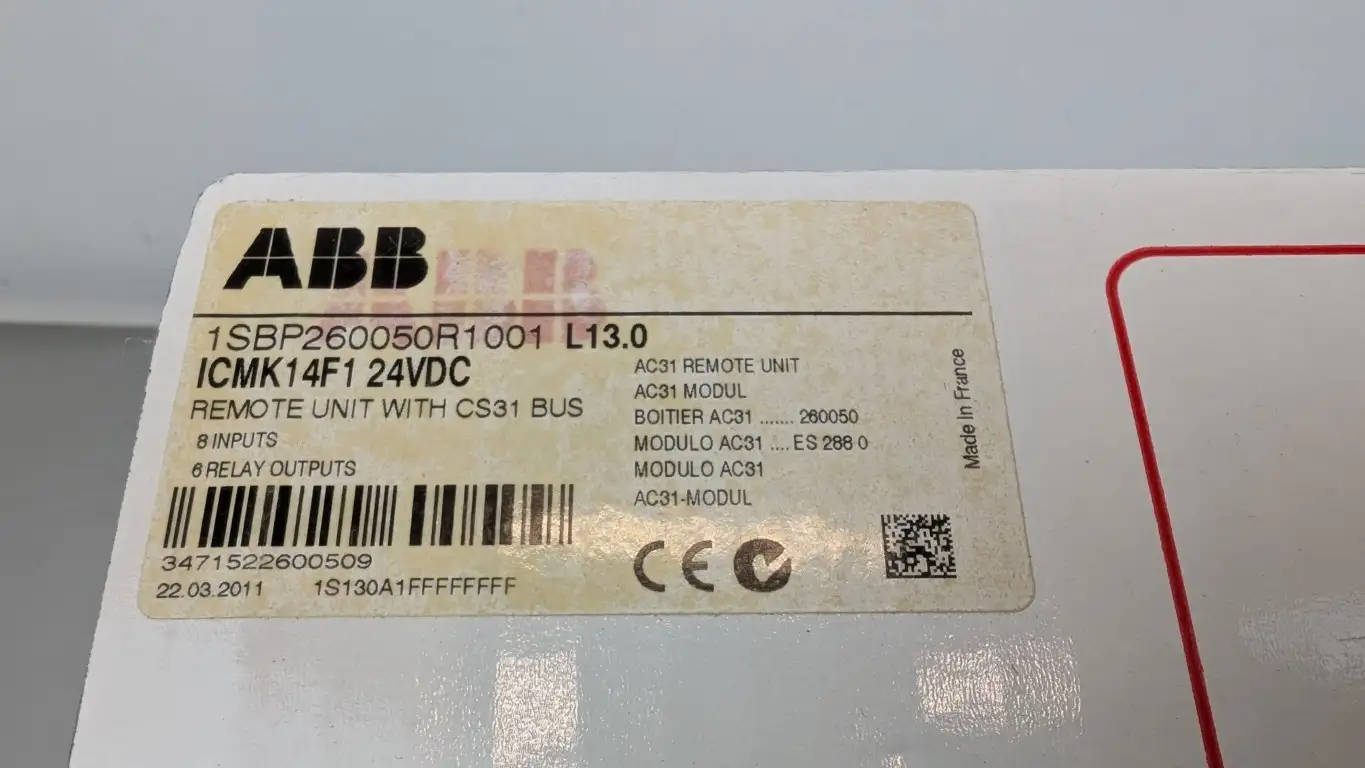 ABB
1SBP260050R1001 L13.0
ICMK14F1 24VDC
REMOTE UNIT WITH CS31 BUS
8 INPUTS
6 RELAY OUTPUTS
3471522600509
22.03.2011 1S130A1FFFFFFFF
AC31 REMOTE UNIT
AC31 MODUL
BOITIER AC31 ....... 260050
MODULO AC31 .... ES 288 0
MODULO AC31
AC31-MODUL
CE
Made In France